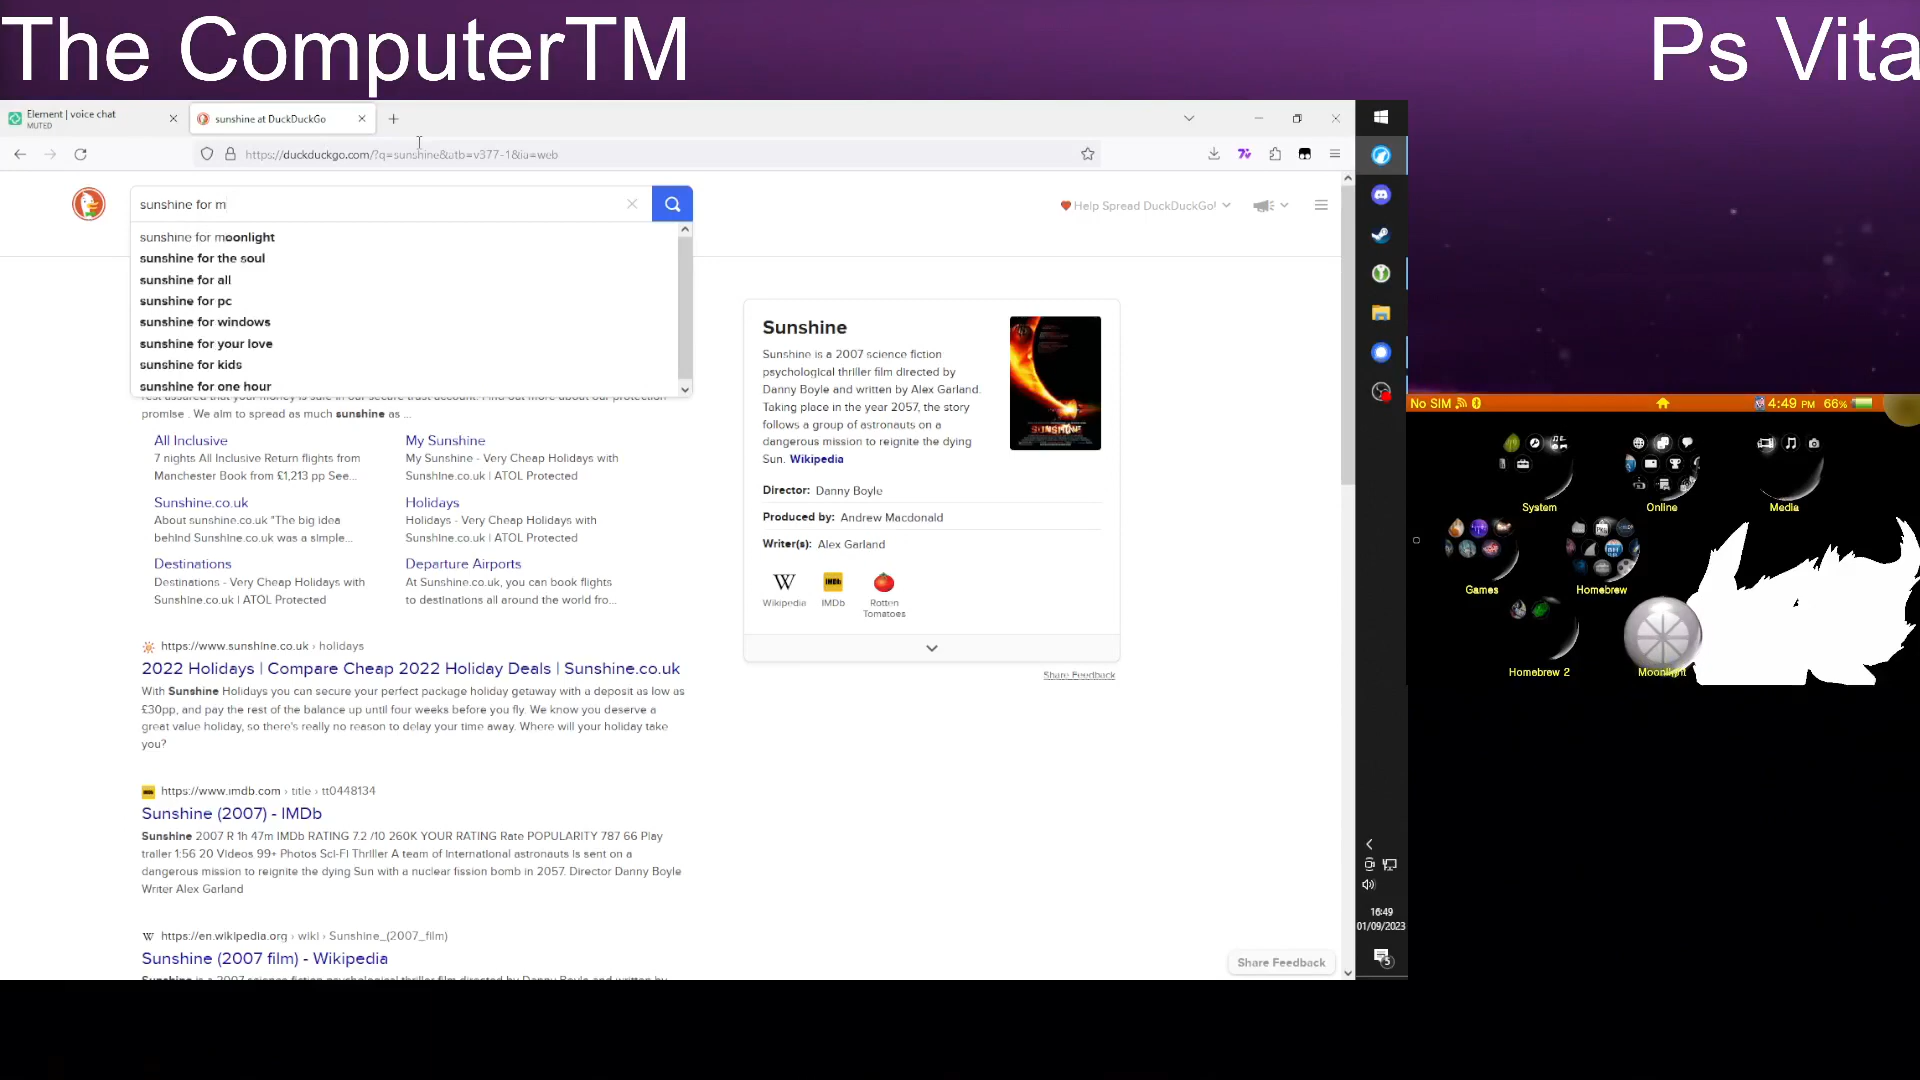 The ComputerTM
Ps Vita
Element | voice chat
MUTED
sunshine at DuckDuckGo
https://duckduckgo.com/?q=sunshine&atb=v377-1&ia=web
sunshine for m
Help Spread DuckDuckGo!
sunshine for moonlight
sunshine for the soul
sunshine for all
sunshine for pc
sunshine for windows
sunshine for your love
sunshine for kids
sunshine for one hour
promise . We aim to spread as much sunshine as ...
All Inclusive
7 nights All Inclusive Return flights from
Manchester Book from £1,213 pp See...
My Sunshine
My Sunshine - Very Cheap Holidays with
Sunshine.co.uk | ATOL Protected
Sunshine.co.uk
About sunshine.co.uk "The big idea
behind Sunshine.co.uk was a simple...
Holidays
Holidays - Very Cheap Holidays with
Sunshine.co.uk | ATOL Protected
Destinations
Destinations - Very Cheap Holidays with
Sunshine.co.uk | ATOL Protected
Departure Airports
At Sunshine.co.uk, you can book flights
to destinations all around the world fro...
https://www.sunshine.co.uk › holidays
2022 Holidays | Compare Cheap 2022 Holiday Deals | Sunshine.co.uk
With Sunshine Holidays you can secure your perfect package holiday getaway with a deposit as low as
£30pp, and pay the rest of the balance up until four weeks before you fly. We know you deserve a
great value holiday, so there's really no reason to delay your time away. Where will your holiday take
you?
https://www.imdb.com › title › tt0448134
Sunshine (2007) - IMDb
Sunshine 2007 R 1h 47m IMDb RATING 7.2 /10 260K YOUR RATING Rate POPULARITY 787 66 Play
trailer 1:56 20 Videos 99+ Photos Sci-Fi Thriller A team of international astronauts is sent on a
dangerous mission to reignite the dying Sun with a nuclear fission bomb in 2057. Director Danny Boyle
Writer Alex Garland
https://en.wikipedia.org › wiki › Sunshine_(2007_film)
Sunshine (2007 film) - Wikipedia
Sunshine
Sunshine is a 2007 science fiction
psychological thriller film directed by
Danny Boyle and written by Alex Garland.
Taking place in the year 2057, the story
follows a group of astronauts on a
dangerous mission to reignite the dying
Sun. Wikipedia
SUNSHINE
Director: Danny Boyle
Produced by: Andrew Macdonald
Writer(s): Alex Garland
W
IMDb
Wikipedia
IMDb
Rotten
Tomatoes
Share Feedback
Share Feedback
16:49
01/09/2023
5
No SIM
4:49 PM 66%
System
Online
Media
Games
Homebrew
Homebrew 2
Moonlight